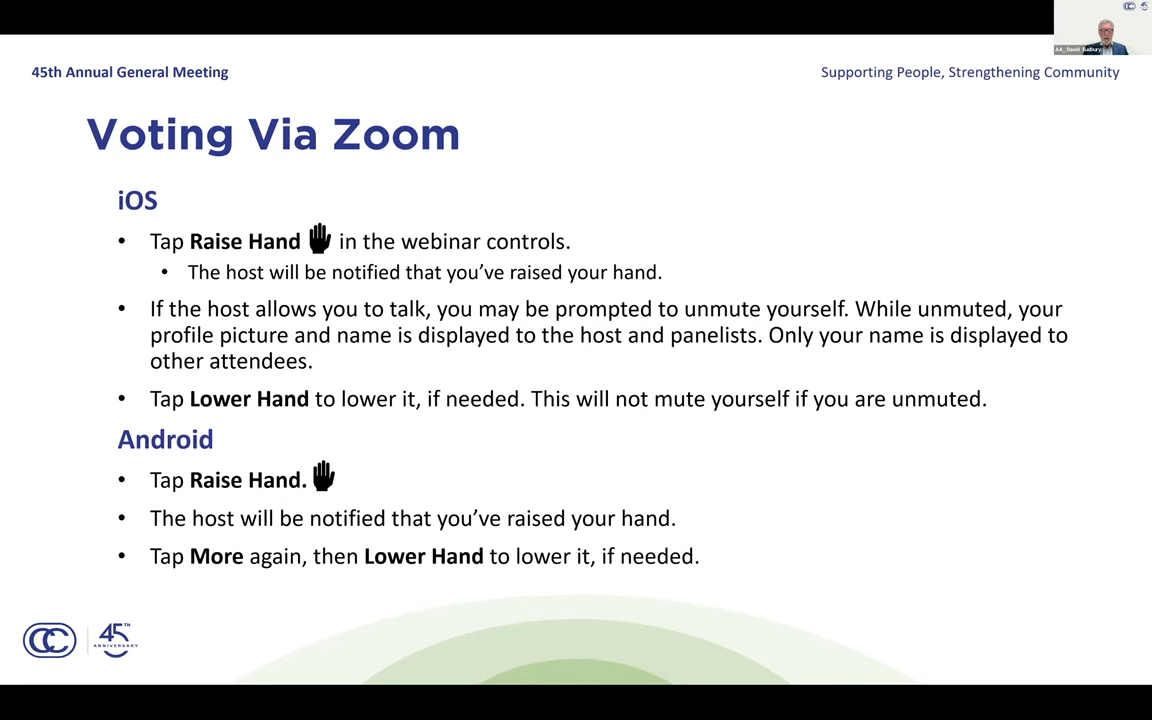 45th Annual General Meeting
Supporting People, Strengthening Community
AA_ David Sudbury
Voting Via Zoom
iOS
• Tap Raise Hand in the webinar controls.
• The host will be notified that you’ve raised your hand.
• If the host allows you to talk, you may be prompted to unmute yourself. While unmuted, your
profile picture and name is displayed to the host and panelists. Only your name is displayed to
other attendees.
• Tap Lower Hand to lower it, if needed. This will not mute yourself if you are unmuted.
Android
• Tap Raise Hand.
• The host will be notified that you’ve raised your hand.
• Tap More again, then Lower Hand to lower it, if needed.
CC
45TH
ANNIVERSARY